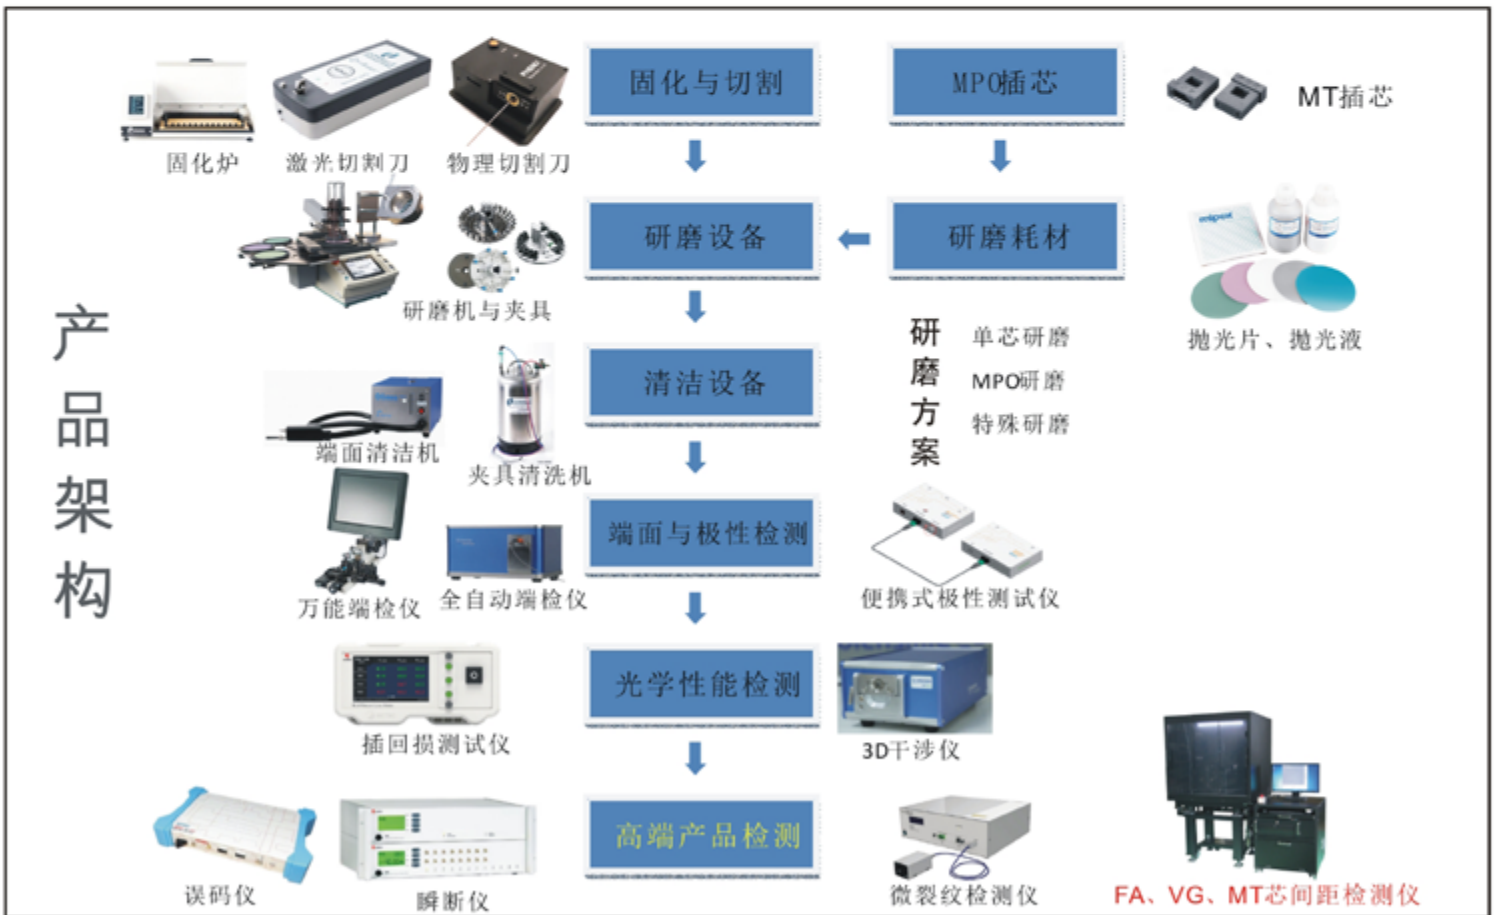 产品架构
固化与切割
MPO插芯
MT插芯
固化炉
激光切割刀
物理切割刀
研磨设备
研磨耗材
mipox
研磨机与夹具
抛光片、抛光液
研磨方案
单芯研磨
MPO研磨
特殊研磨
清洁设备
端面清洁机
夹具清洗机
端面与极性检测
万能端检仪
全自动端检仪
便携式极性测试仪
光学性能检测
插回损测试仪
3D干涉仪
高端产品检测
误码仪
瞬断仪
微裂纹检测仪
FA、VG、MT芯间距检测仪